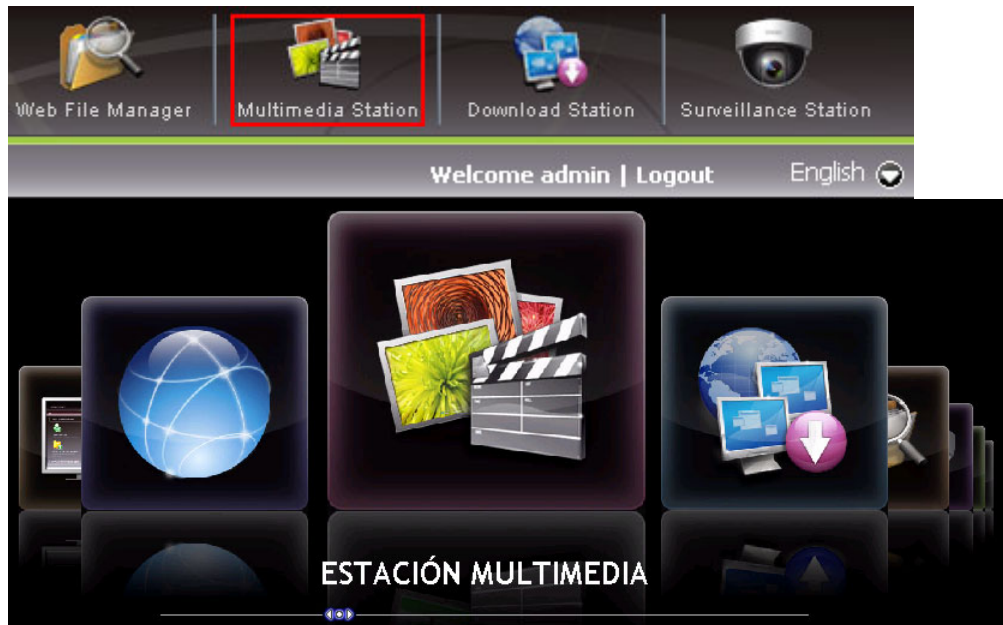 Web File Manager
Multimedia Station
Download Station
Surveillance Station
Welcome admin | Logout
English
ESTACIÓN MULTIMEDIA